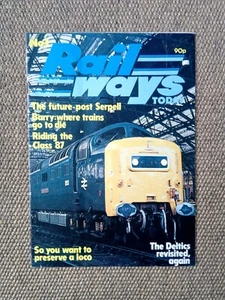 No1
90p
Rail
ways
TODAY
The future-post Serpell
Barry: where trains
go to die
Riding the
Class 87
So you want to
preserve a loco
The Deltics
revisited,
again